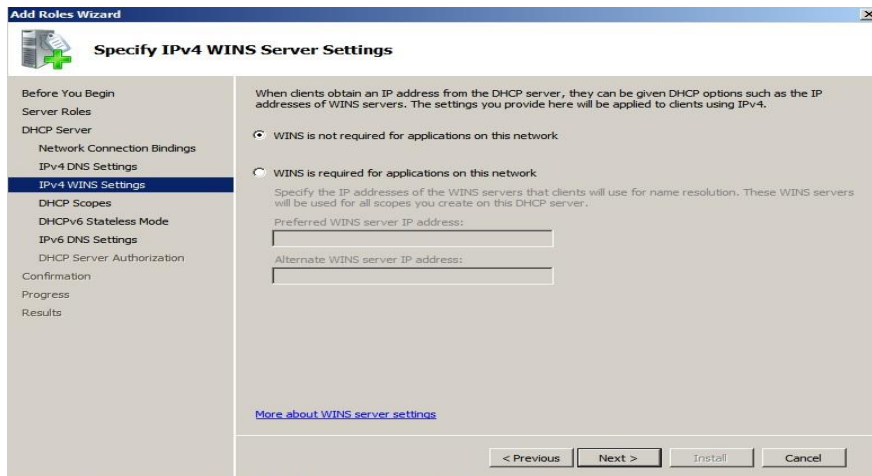 Add Roles Wizard
Specify IPv4 WINS Server Settings
Before You Begin
Server Roles
DHCP Server
Network Connection Bindings
IPv4 DNS Settings
IPv4 WINS Settings
DHCP Scopes
DHCPv6 Stateless Mode
IPv6 DNS Settings
DHCP Server Authorization
Confirmation
Progress
Results
When clients obtain an IP address from the DHCP server, they can be given DHCP options such as the IP
addresses of WINS servers. The settings you provide here will be applied to clients using IPv4.
WINS is not required for applications on this network
WINS is required for applications on this network
Specify the IP addresses of the WINS servers that clients will use for name resolution. These WINS servers
will be used for all scopes you create on this DHCP server.
Preferred WINS server IP address:
Alternate WINS server IP address:
More about WINS server settings
< Previous
Next >
Install
Cancel